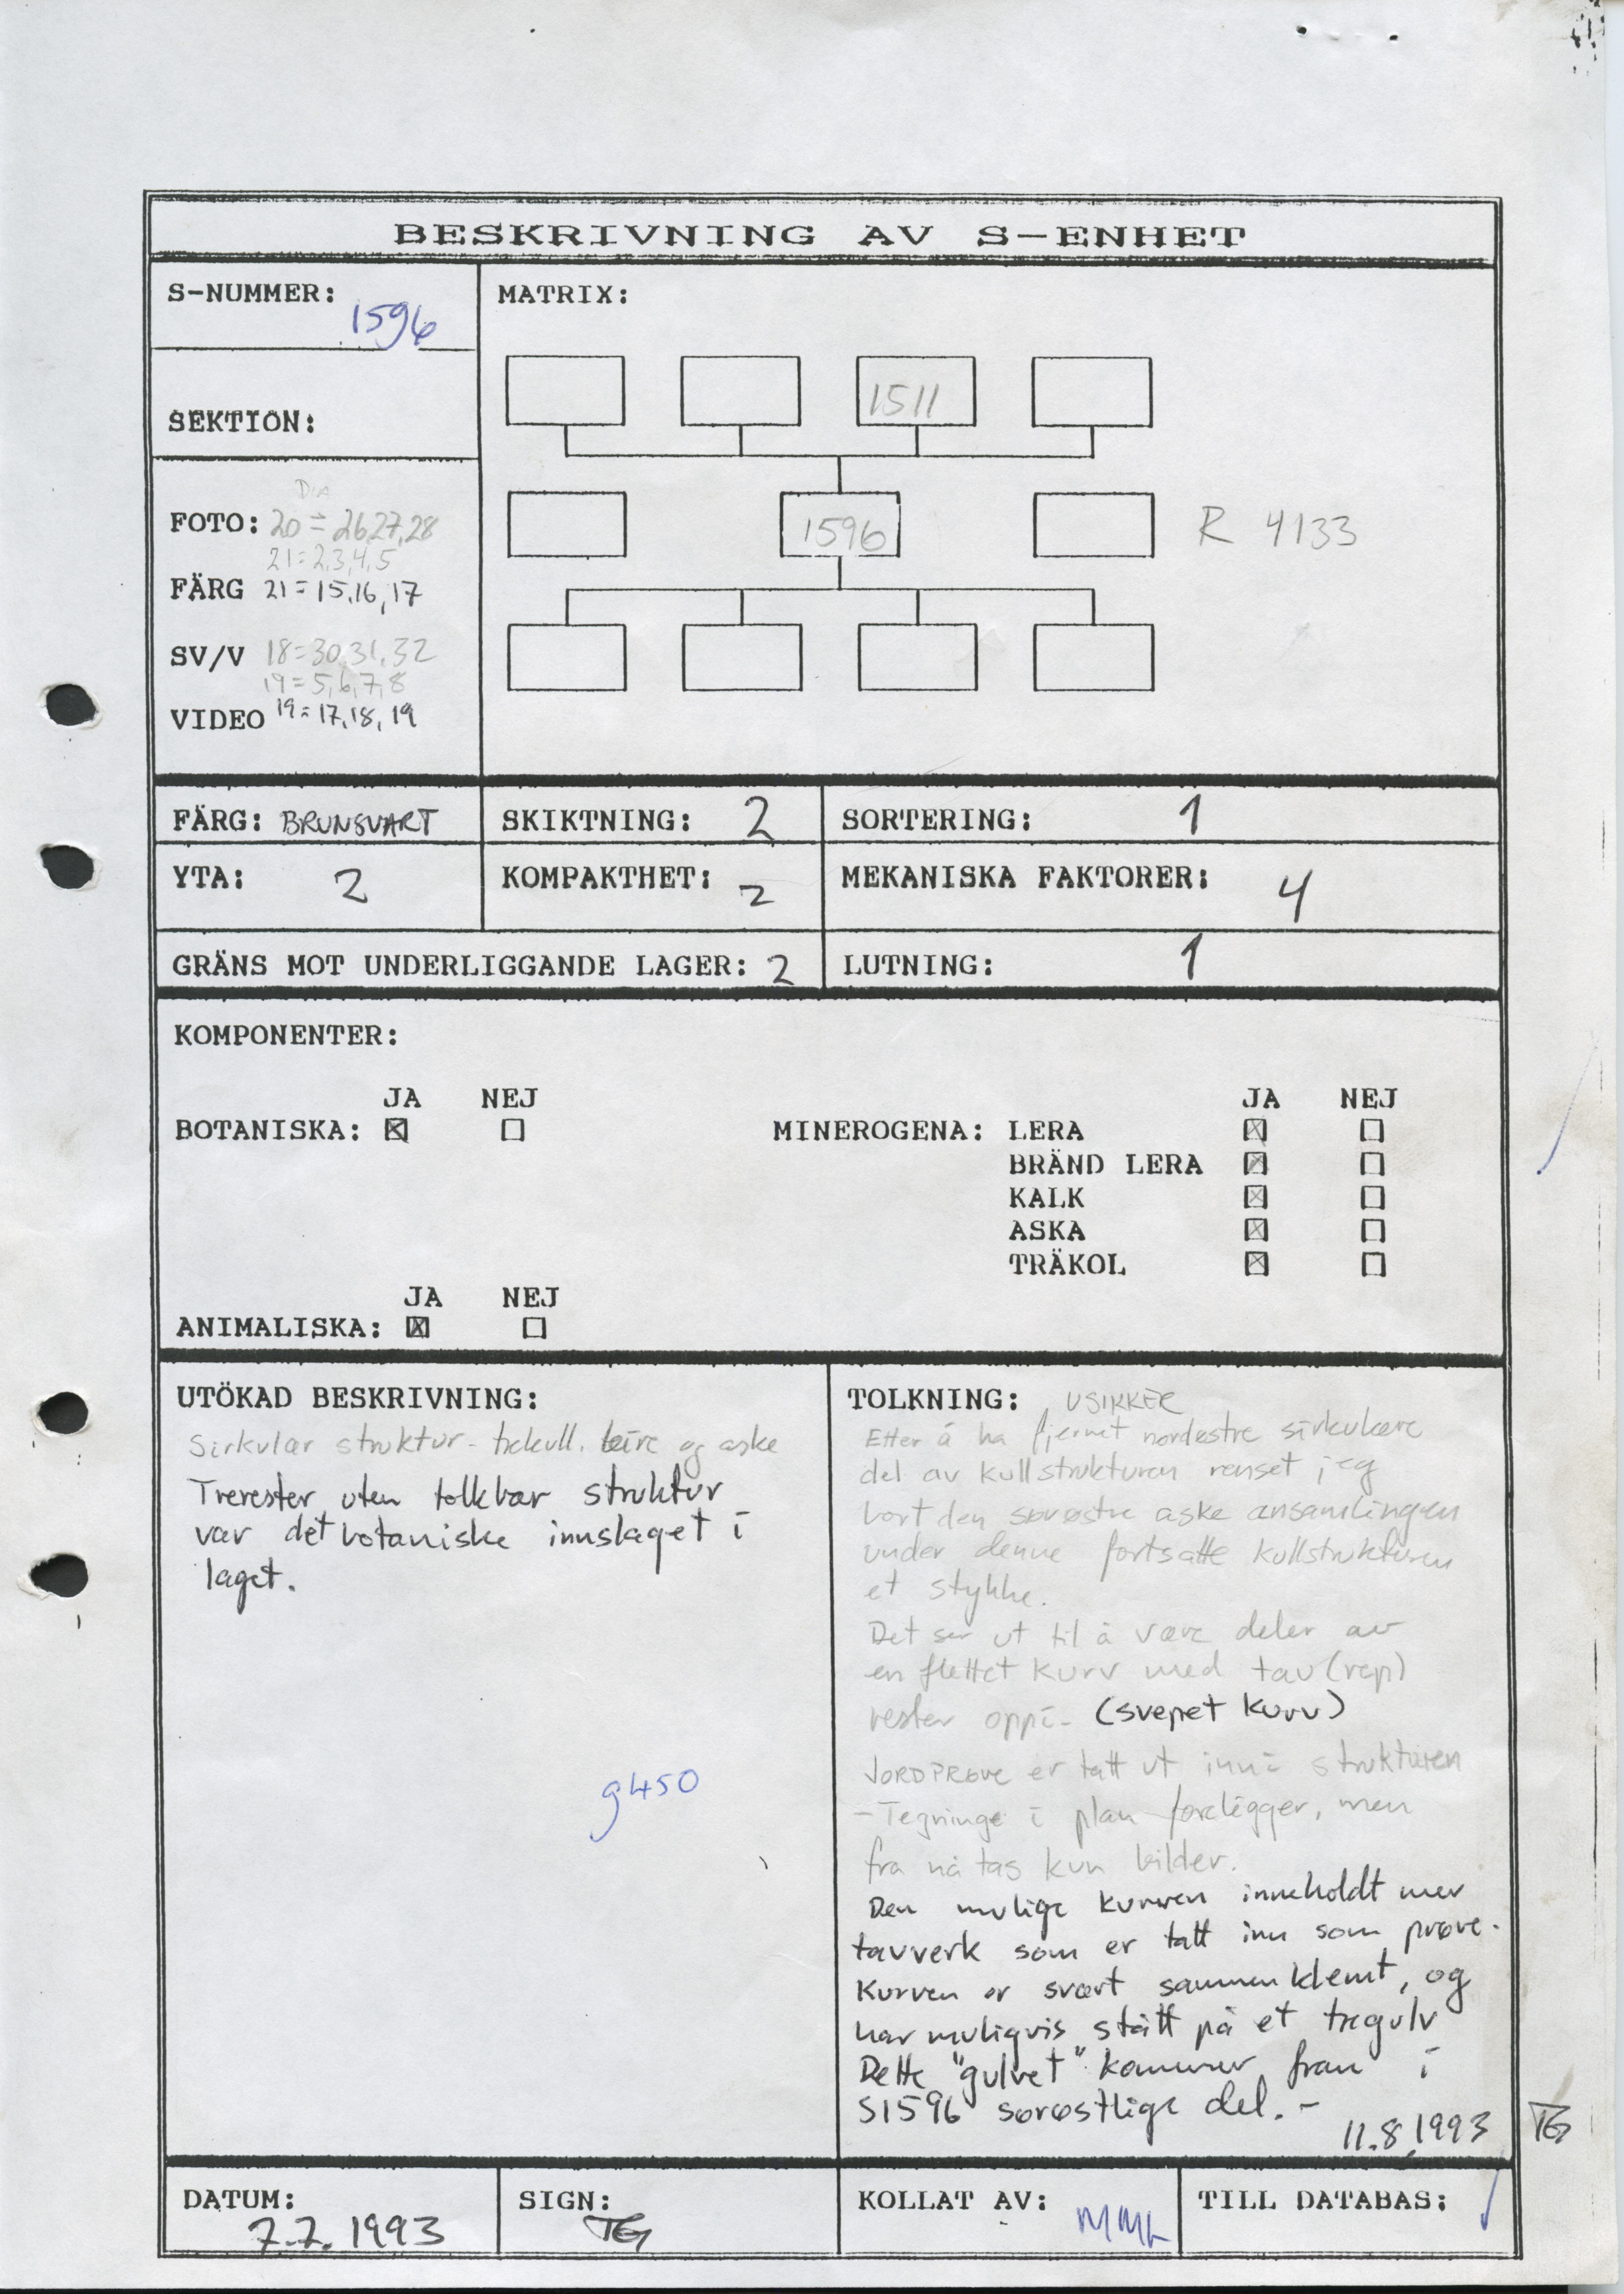 BESKRIVNING AV S-ENHET
S-NUMMER:
1596
MATRIX:
1511
SEKTION:
1596
R 4133
Dia
FOTO: 20 = 26,27,28
21=2,3,4,5
FÄRG 21=15,16,17
SV/V 18=30,31,32
19=5,6,7,8
VIDEO 19=17,18,19
FÄRG: BRUNSVART
SKIKTNING: 2
SORTERING: 1
YTA: 2
KOMPAKTHET: 2
MEKANISKA FAKTORER: 4
GRÄNS MOT UNDERLIGGANDE LAGER: 2
LUTNING: 1
KOMPONENTER:
JA NEJ
BOTANISKA: ☒ ☐
JA NEJ
MINEROGENA: LERA ☒ ☐
BRÄND LERA ☒ ☐
KALK ☒ ☐
ASKA ☒ ☐
TRÄKOL ☒ ☐
JA NEJ
ANIMALISKA: ☒ ☐
UTÖKAD BESKRIVNING:
Sirkulær struktur - trekull, leire og aske
Trerester uten tolkbar struktur
var det botaniske innslaget i
laget.
g450
TOLKNING: USIKKER
Etter å ha fjernet nordøstre sirkulære
del av kullstrukturen renset jeg
bort den sørøstre aske ansamlingen
under denne fortsatte kullstrukturen
et stykke.
Det ser ut til å være deler av
en flettet kurv med tau (rep)
rester oppi - (svepet kurv)
JORDPRØVE er tatt ut inni strukturen
- Tegninge i plan foreligger, men
fra nå tas kun bilder.
Den mulige kurven inneholdt mer
tauverk som er tatt inn som prøve.
Kurven er svært sammenklemt, og
har muligvis stått på et tregulv
Dette "gulvet" kommer fram i
S1596 sørøstlige del. -
11.8.1993 TG
DATUM:
7.7.1993
SIGN:
TG
KOLLAT AV:
MML
TILL DATABAS: